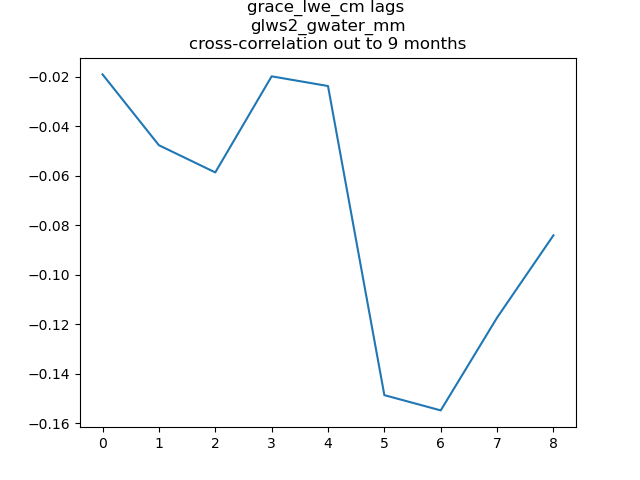 grace_lwe_cm lags
glws2_gwater_mm
cross-correlation out to 9 months
−0.02
−0.04
−0.06
−0.08
−0.10
−0.12
−0.14
−0.16
0 1 2 3 4 5 6 7 8